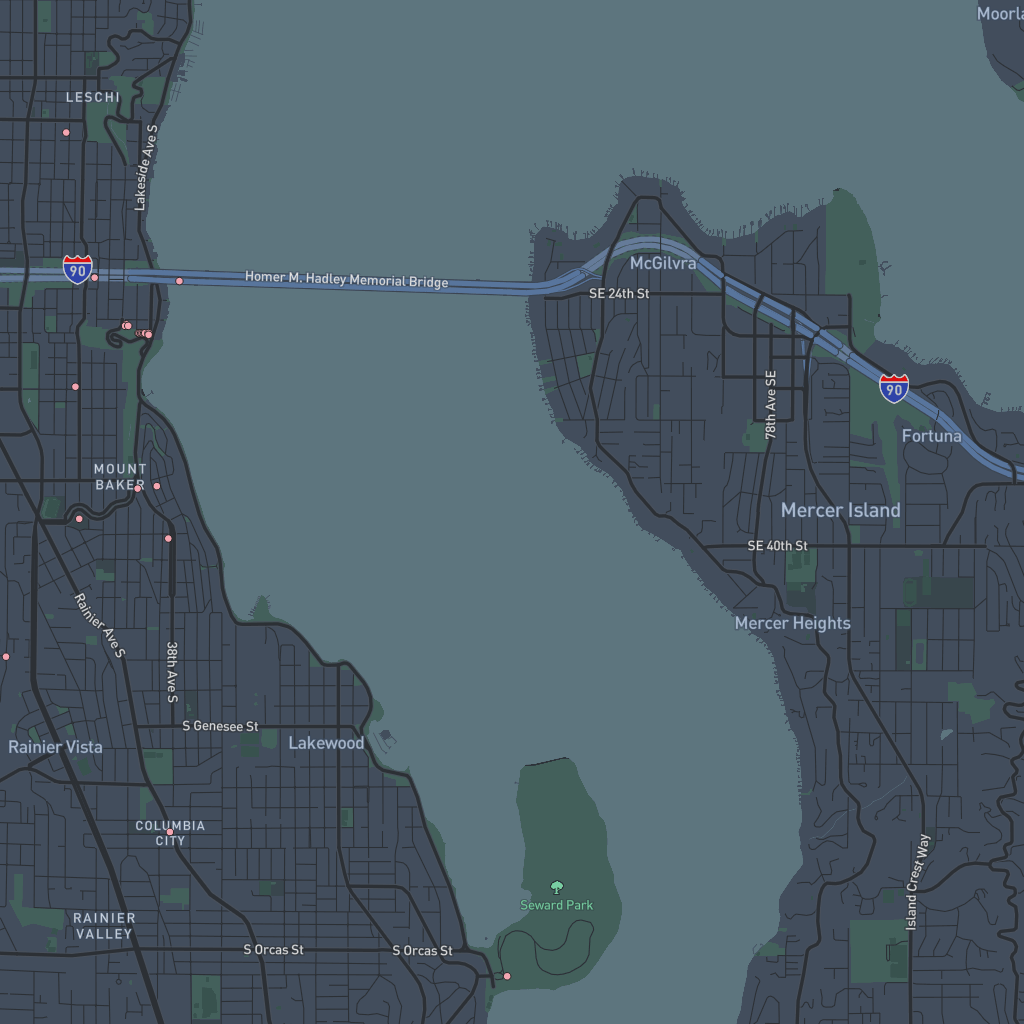 Moorla
LESCHI
Lakeside Ave S
90
Homer M. Hadley Memorial Bridge
McGilvra
SE 24th St
90
78th Ave SE
Fortuna
MOUNT
BAKER
Mercer Island
SE 40th St
Rainier Ave S
38th Ave S
Mercer Heights
S Genesee St
Lakewood
Rainier Vista
COLUMBIA
CITY
Island Crest Way
Seward Park
RAINIER
VALLEY
S Orcas St
S Orcas St